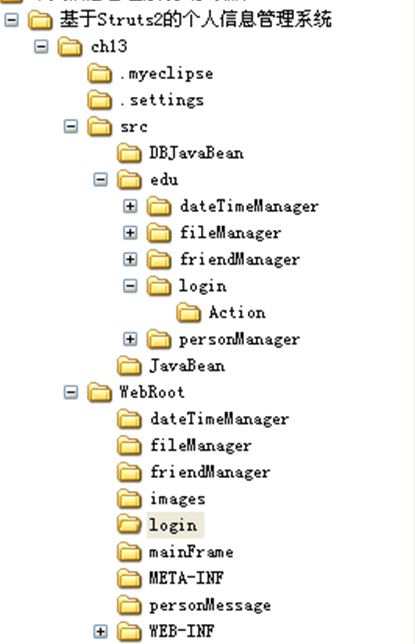 基于Struts2的个人信息管理系统
ch13
.myeclipse
.settings
src
DBJavaBean
edu
dateTimeManager
fileManager
friendManager
login
Action
personManager
JavaBean
WebRoot
dateTimeManager
fileManager
friendManager
images
login
mainFrame
META-INF
personMessage
WEB-INF